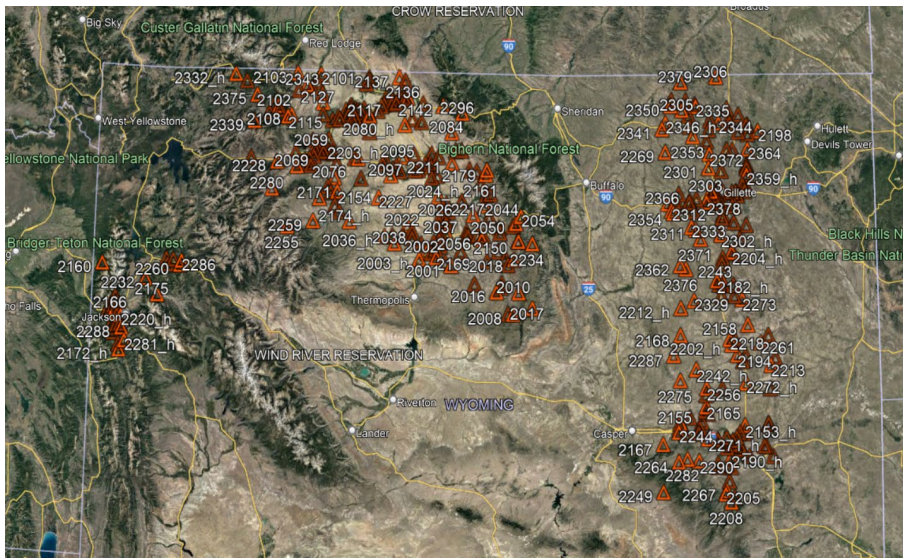 CROW RESERVATION
Broadus
Big Sky
Custer Gallatin National Forest
Red Lodge
90
2332_h
2103
2343
2101
2137
2379
2306
2375
2102
2127
2136
2117
2142
2296
Sheridan
2350
2305
2335
West-Yellowstone
2339
2108
2115
2080_h
2084
2341
2346_h
2344
2198
Hulett
Devils Tower
2059
2203_h
2095
Bighorn National Forest
2269
2353
2372
2364
ellowstone National Park
2228
2069
2076
2097
2211
2179
2301
2359_h
2280
2171
2154
2227
2024_h
2161
Buffalo
90
2303
Gillette
90
2366
2174_h
2022
2026
2217
2044
2054
2354
2312
2378
2259
2255
2036_h
2038
2037
2050
2311
2333
2302_h
Black Hills N
Bridger-Teton National Forest
2002
2056
2150
2371
2204_h
Thunder Basin Natu
2160
2260
2286
2003_h
2001
2169
2018
2234
2362
2243
2232
2175
2376
2182_h
25
ng Falls
2166
Thermopolis
2016
2010
2212_h
2329
2273
Jackson
2220_h
2008
2017
2288
2281_h
2168
2158
2172_h
WIND RIVER RESERVATION
2287
2202_h
2218
2261
2194
2213
2242_h
2272_h
2275
2256
Riverton
WYOMING
2155
2165
Lander
Casper
2244
2153_h
2167
2271_h
2264
2282
2290
2190_h
2249
2267
2205
2208